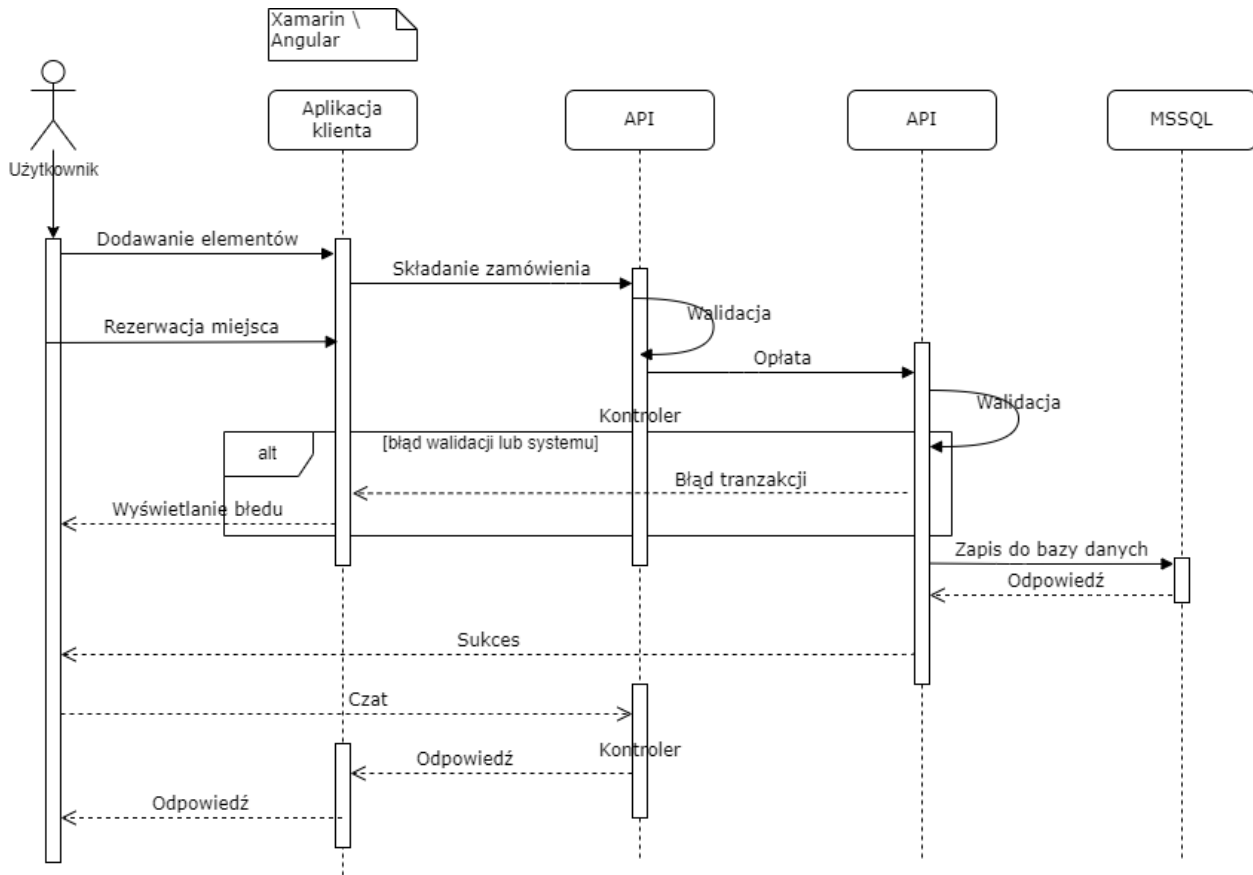 Xamarin \
Angular
Użytkownik
Aplikacja
klienta
API
API
MSSQL
Dodawanie elementów
Składanie zamówienia
Walidacja
Rezerwacja miejsca
Opłata
Walidacja
Kontroler
alt
[błąd walidacji lub systemu]
Błąd tranzakcji
Wyświetlanie błedu
Zapis do bazy danych
Odpowiedź
Sukces
Czat
Kontroler
Odpowiedź
Odpowiedź